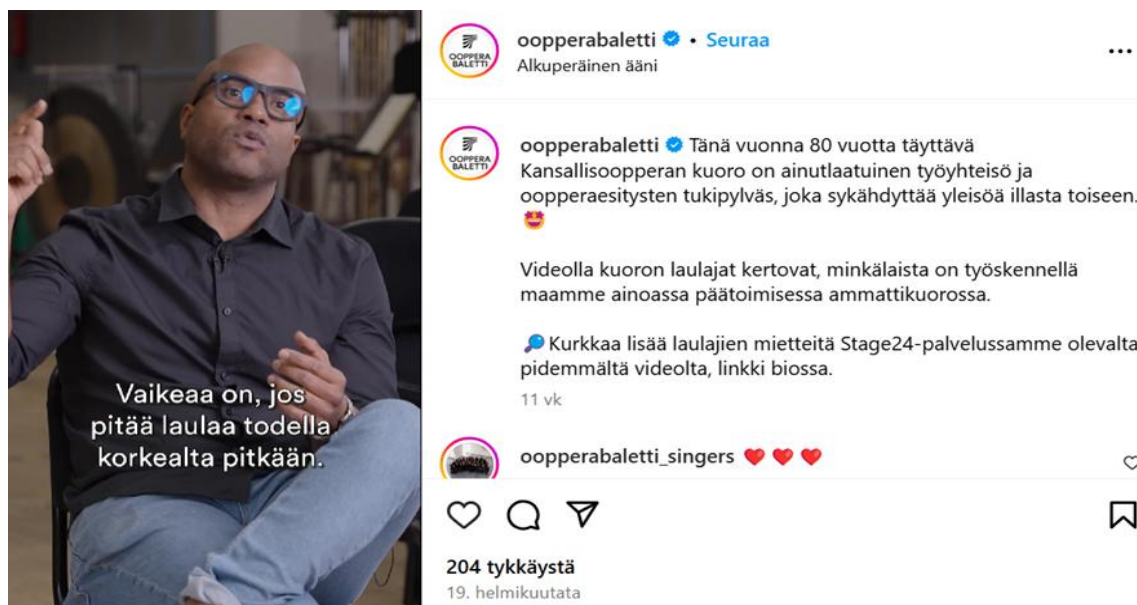 Vaikeaa on, jos
pitää laulaa todella
korkealta pitkään.
OOPPERA
BALETTI
oopperabaletti • Seuraa
Alkuperäinen ääni
OOPPERA
BALETTI
oopperabaletti Tänä vuonna 80 vuotta täyttävä
Kansallisoopperan kuoro on ainutlaatuinen työyhteisö ja
oopperaesitysten tukipylväs, joka sykähdyttää yleisöä illasta toiseen.
🤩
Videolla kuoron laulajat kertovat, minkälaista on työskennellä
maamme ainoassa päätoimisessa ammattikuorossa.
🔎Kurkkaa lisää laulajien mietteitä Stage24-palvelussamme olevalta
pidemmältä videolta, linkki biossa.
11 vk
oopperabaletti_singers ❤️ ❤️ ❤️
204 tykkäystä
19. helmikuutata